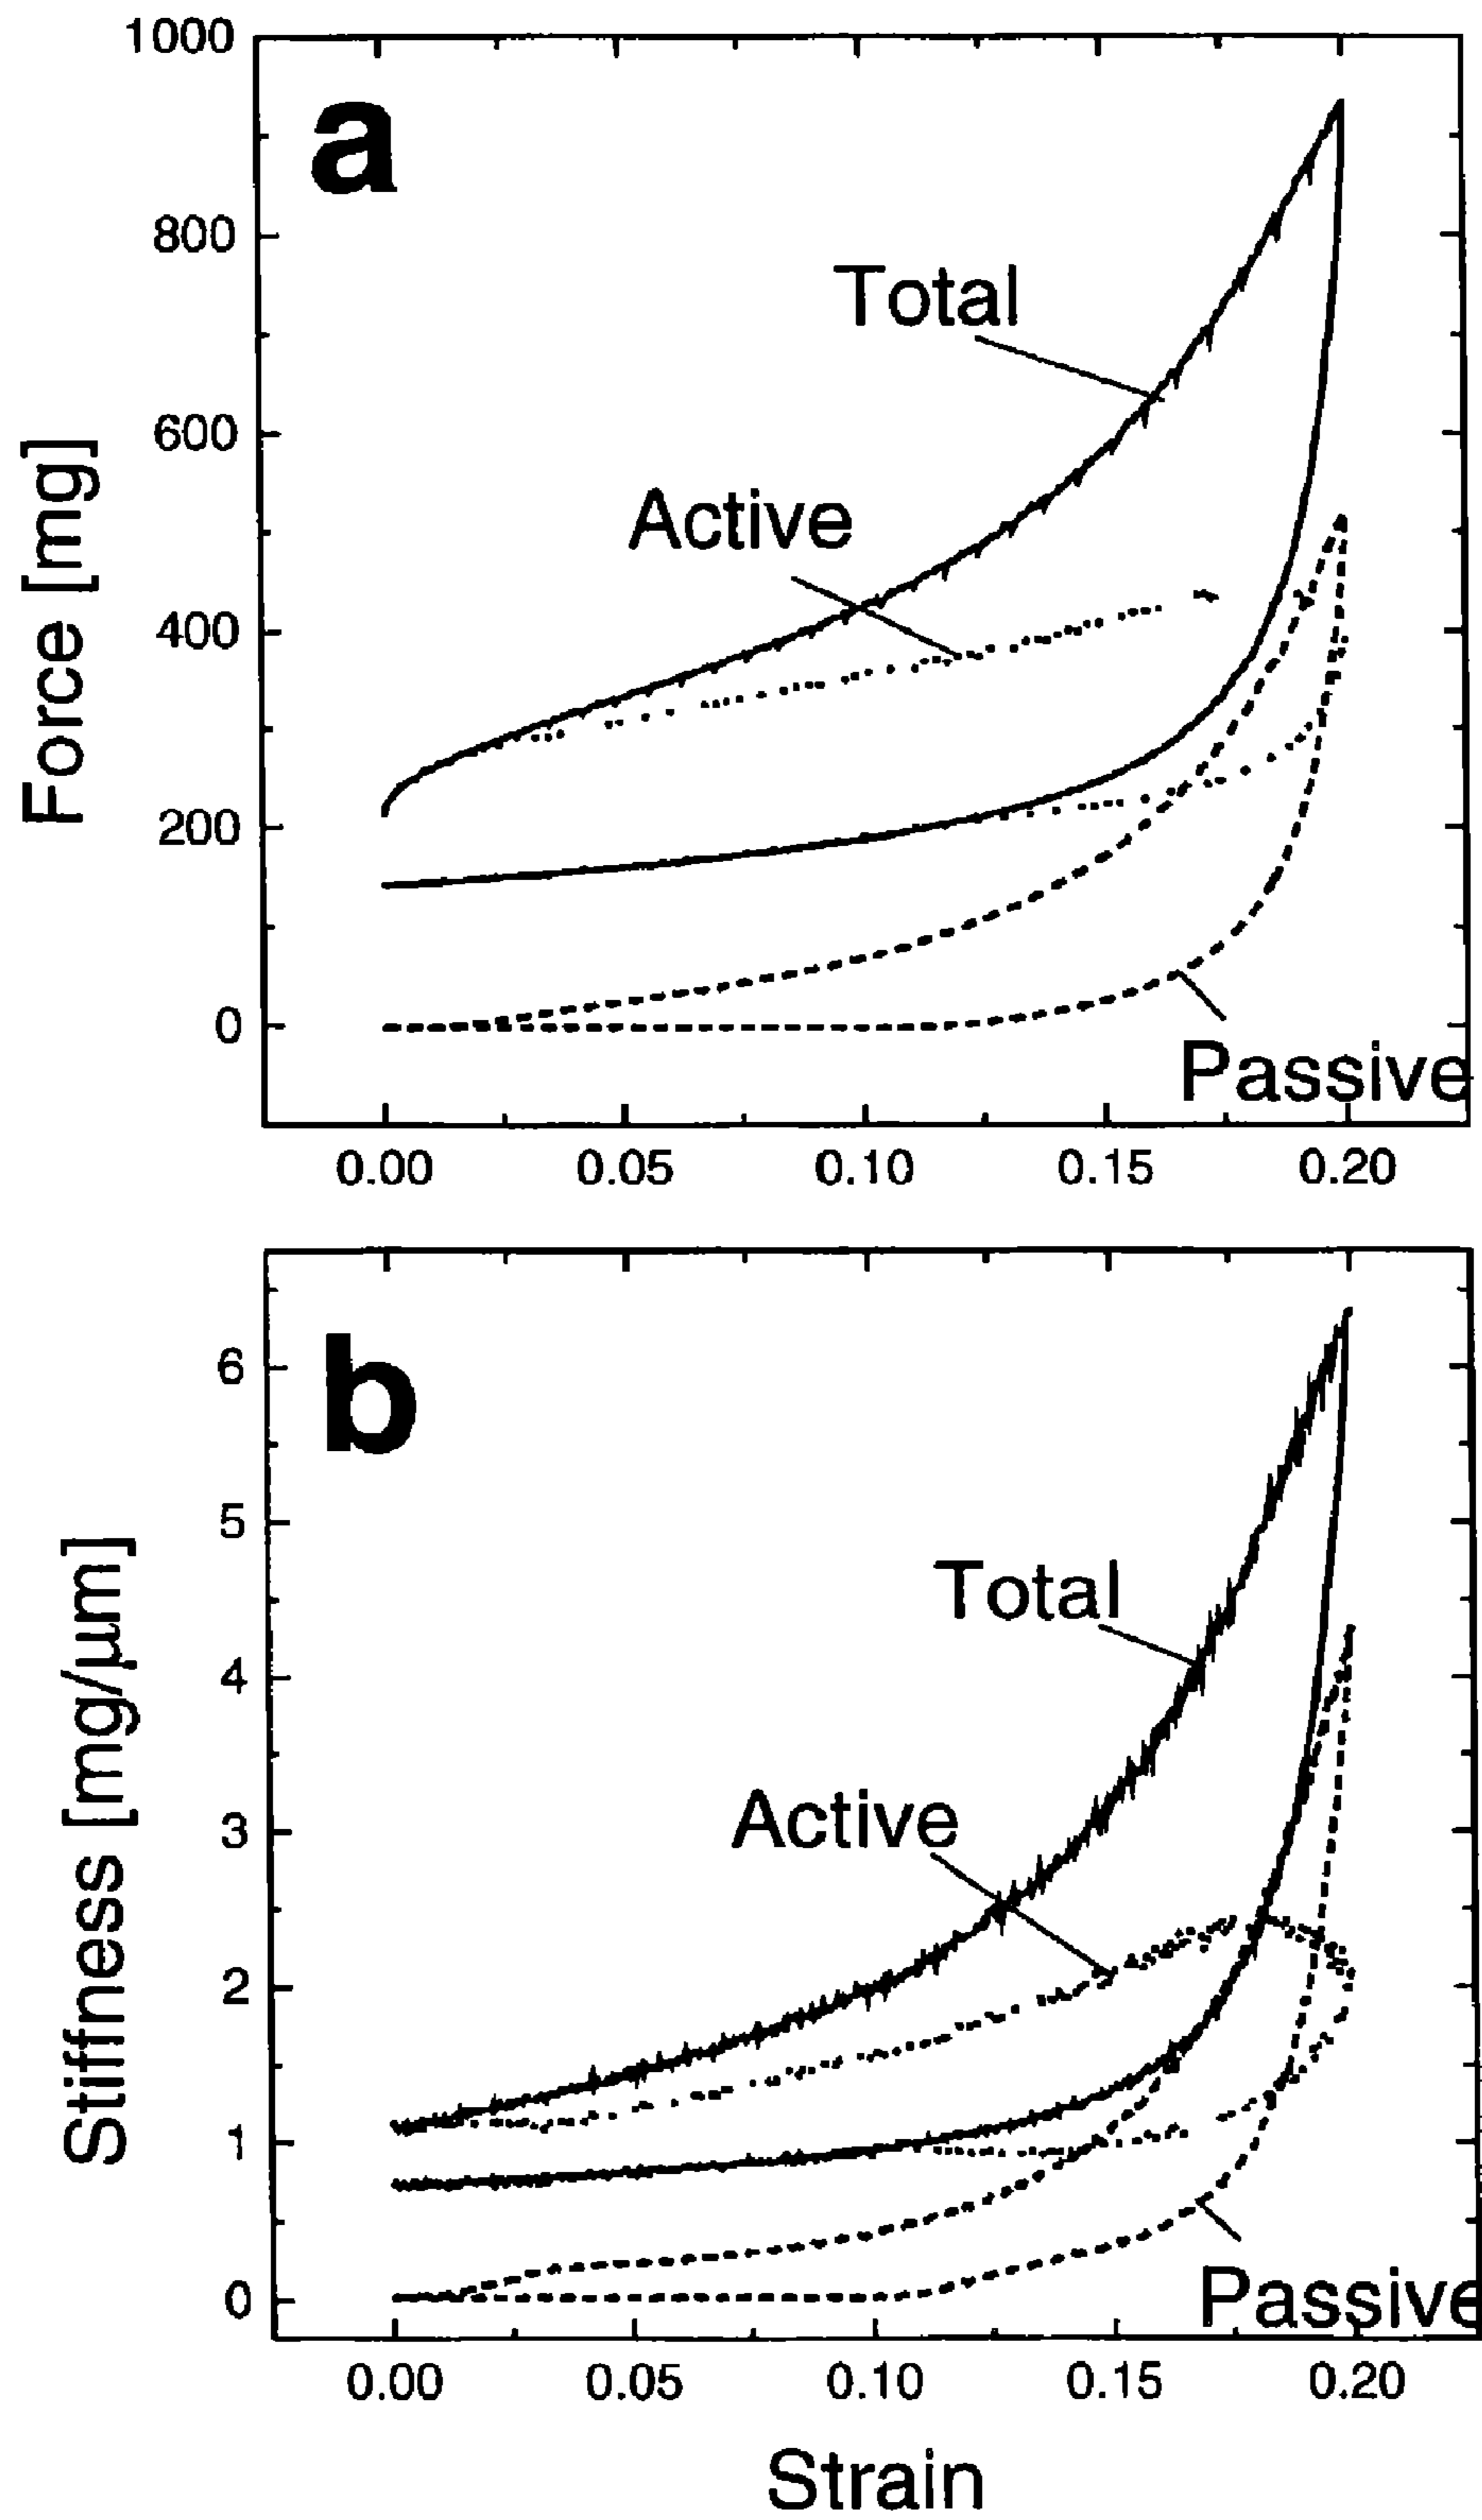 1000
a
800
Total
600
Active
400
200
0
Passive
Force [mg]
0.00 0.05 0.10 0.15 0.20
b
6
5
Total
4
Active
3
2
1
0
Passive
Stiffness [mg/μm]
0.00 0.05 0.10 0.15 0.20
Strain